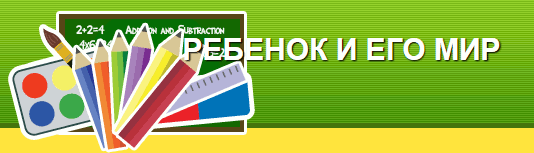 2+2=4 Addition and Subtraction
РЕБЕНОК И ЕГО МИР